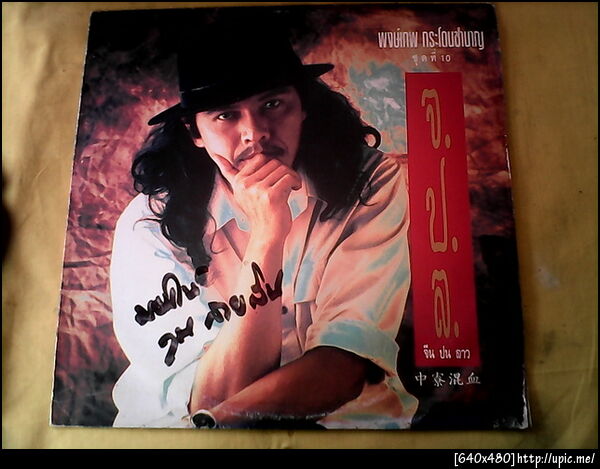 พงษ์เทพ กระโดนชำนาญ
ชุดที่ 10
จ.
ป.
ล.
จีน ปน ลาว
中寮混血
[640x480]http://upic.me/